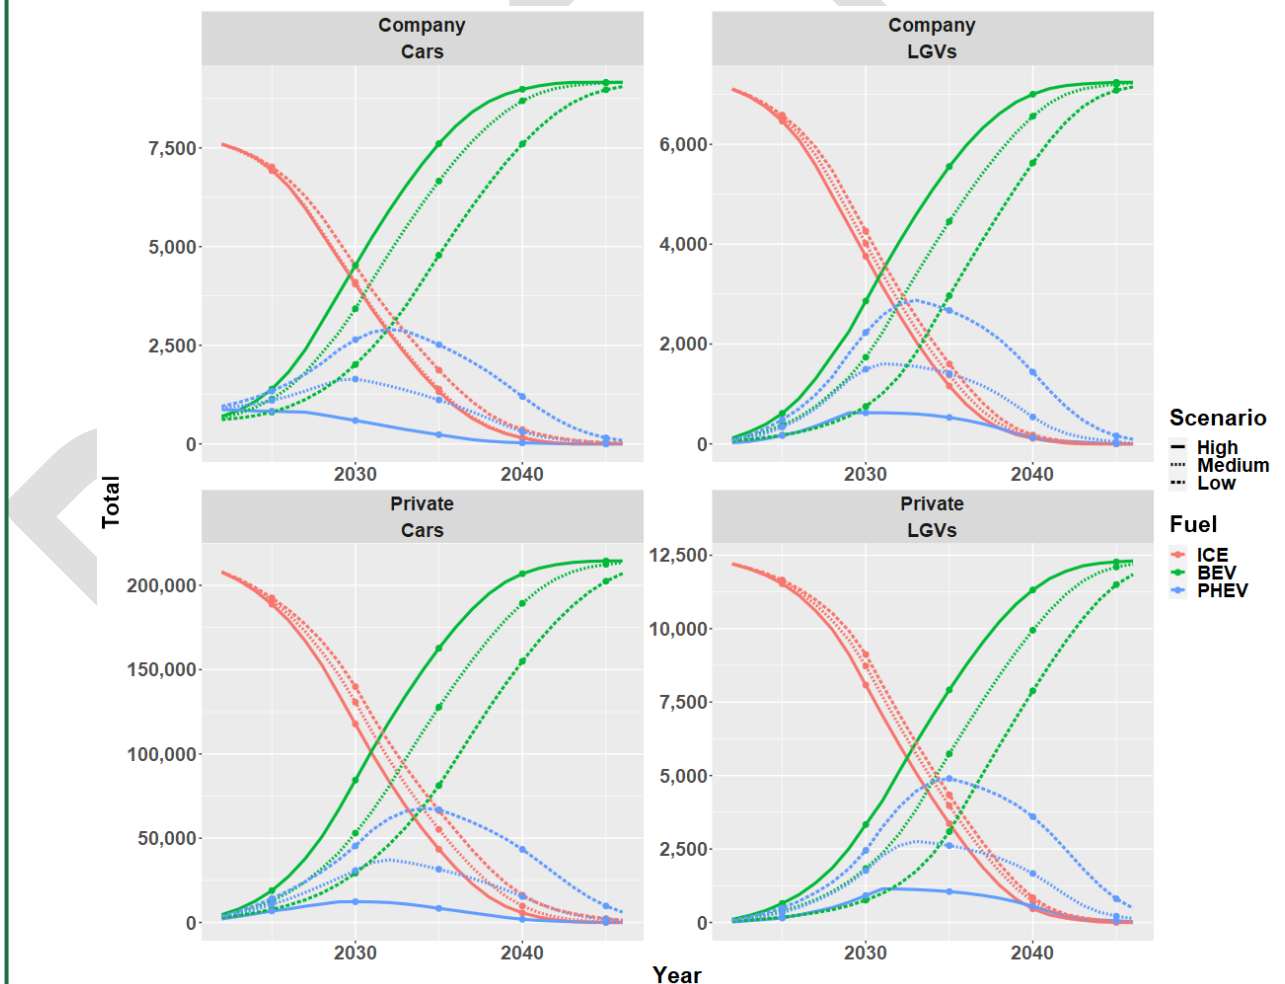 Company
Cars
Company
LGVs
7,500
5,000
2,500
0
6,000
4,000
2,000
0
2030
2040
2030
2040
Private
Cars
Private
LGVs
200,000
150,000
100,000
50,000
0
12,500
10,000
7,500
5,000
2,500
0
2030
2040
2030
2040
Total
Year
Scenario
High
Medium
Low
Fuel
ICE
BEV
PHEV